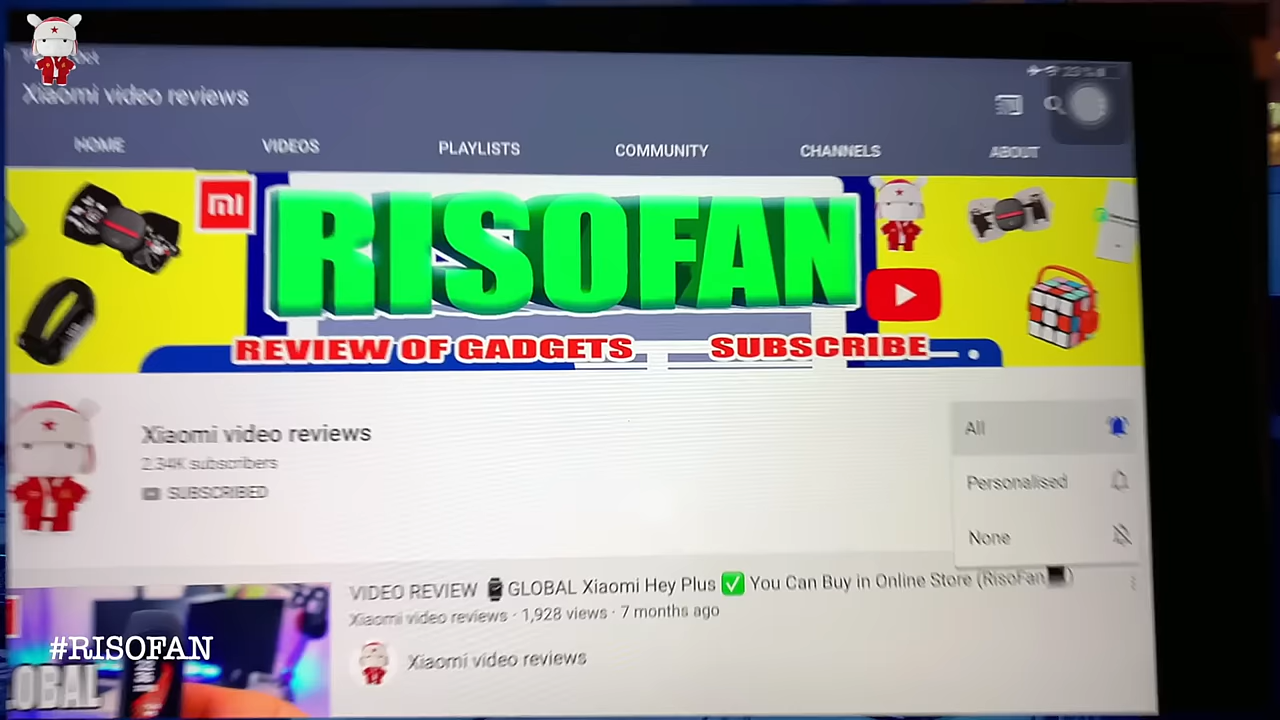 Xiaomi video reviews
HOME VIDEOS PLAYLISTS COMMUNITY CHANNELS ABOUT
mi
RISOFAN
REVIEW OF GADGETS SUBSCRIBE
Xiaomi video reviews
2.34K subscribers
SUBSCRIBED
All
Personalised
None
VIDEO REVIEW ⌚GLOBAL Xiaomi Hey Plus ✅ You Can Buy in Online Store (RisoFan
Xiaomi video reviews · 1,928 views · 7 months ago
Xiaomi video reviews
#RISOFAN
OBAL